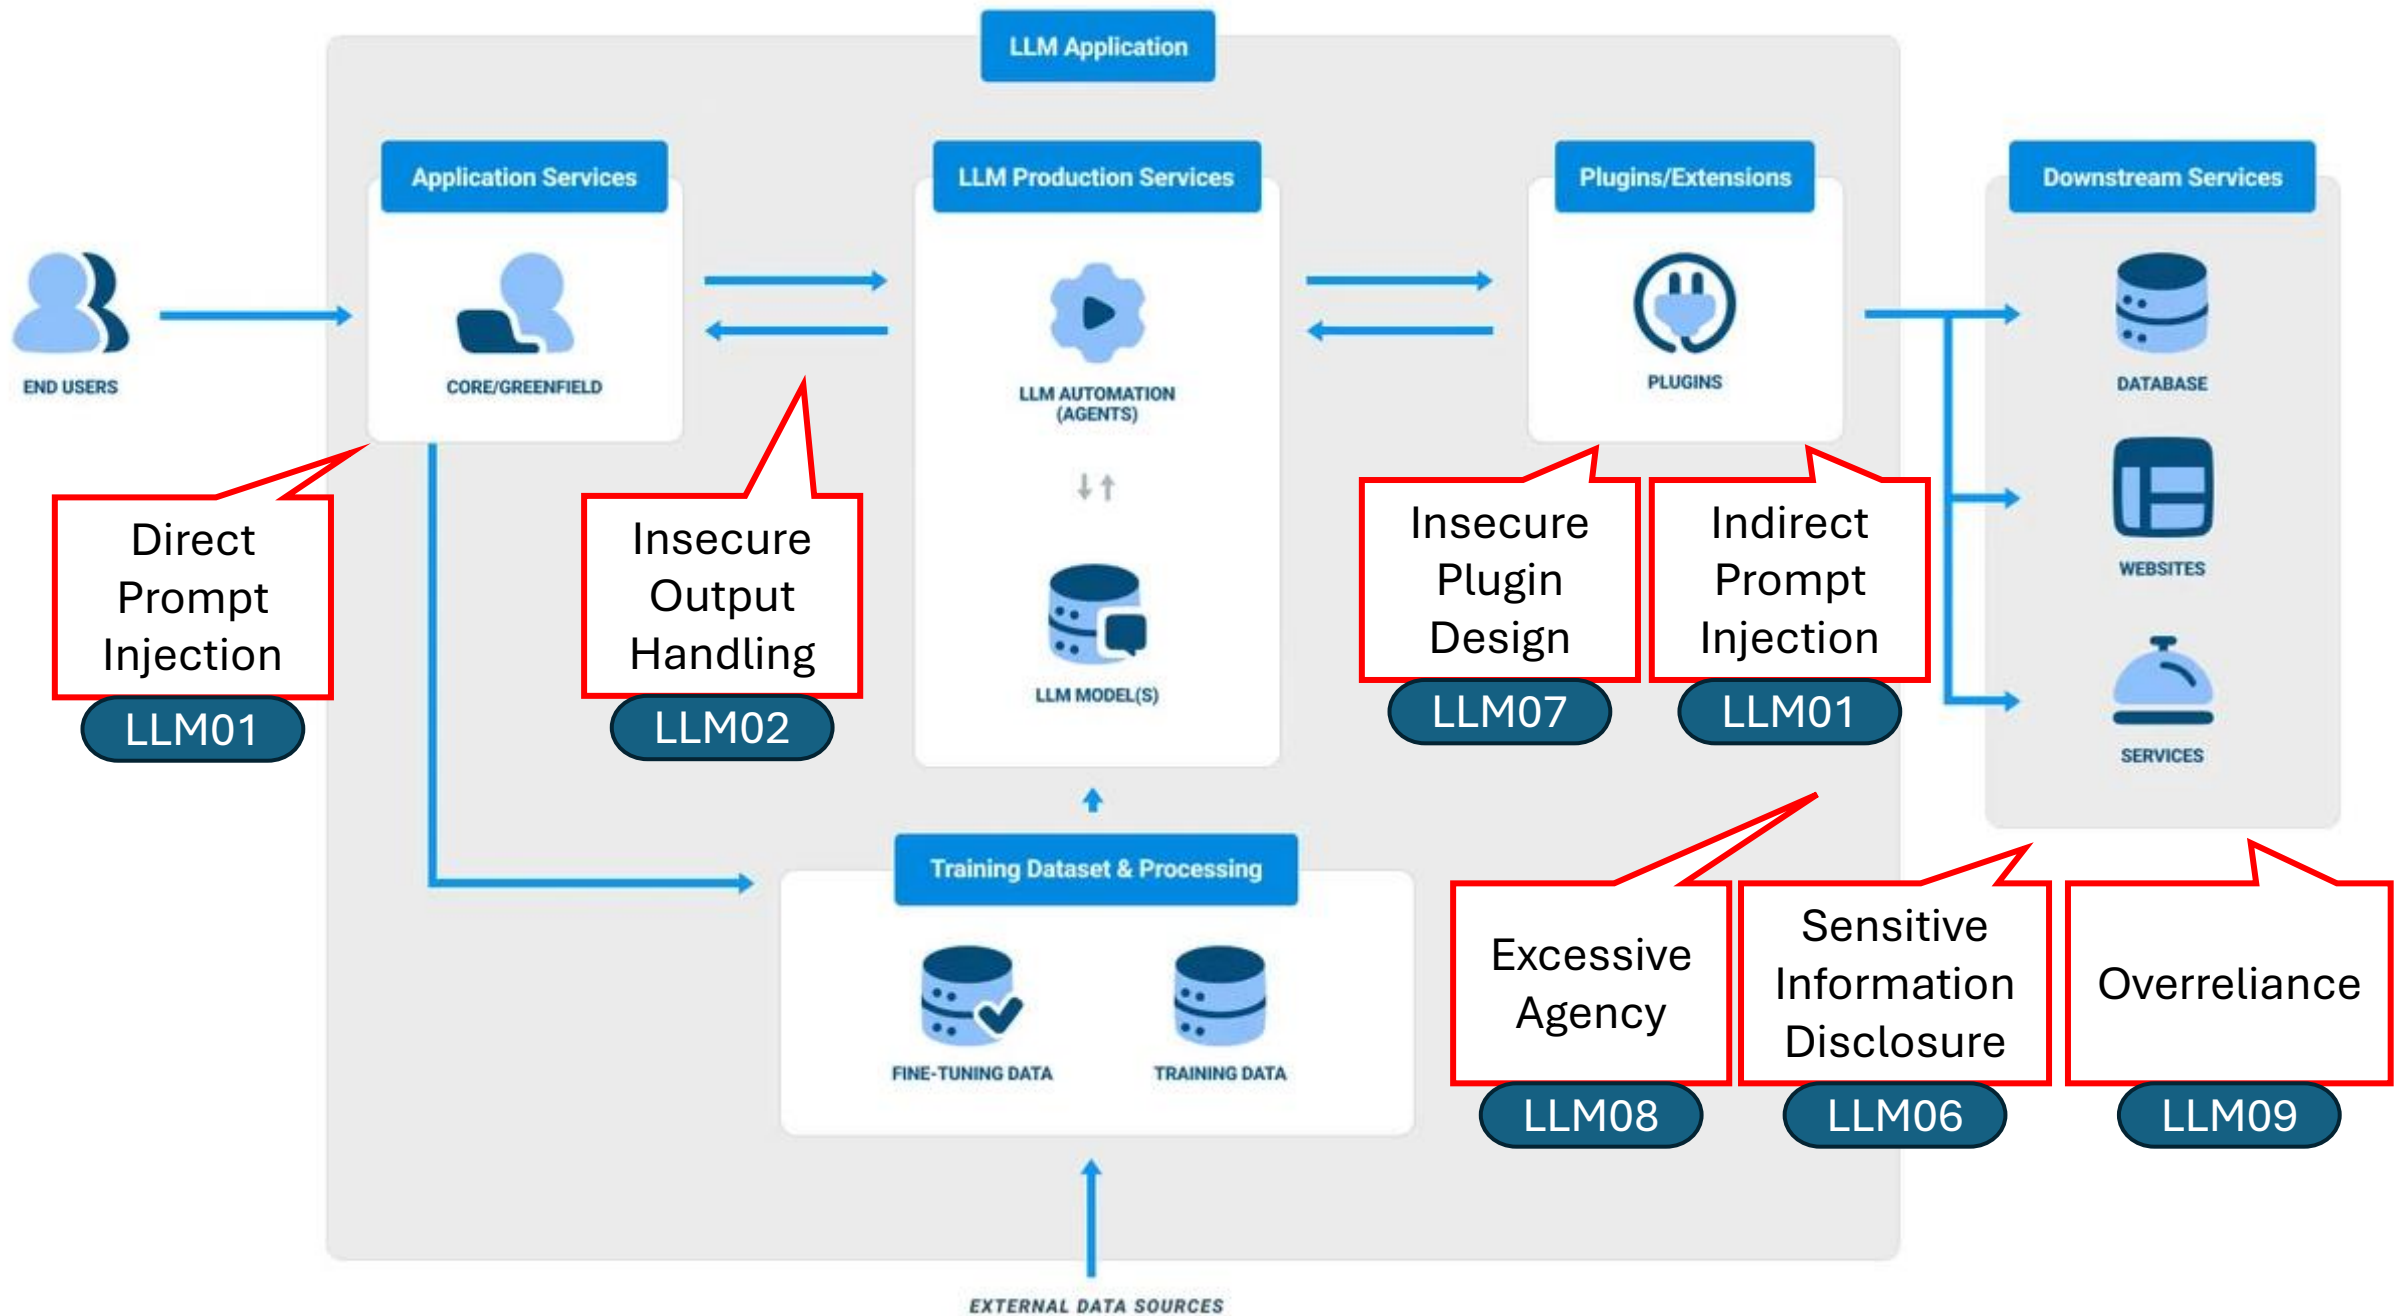 LLM Application
Application Services
LLM Production Services
Plugins/Extensions
Downstream Services
END USERS
CORE/GREENFIELD
LLM AUTOMATION
(AGENTS)
PLUGINS
DATABASE
WEBSITES
SERVICES
LLM MODEL(S)
Direct
Prompt
Injection
LLM01
Insecure
Output
Handling
LLM02
Insecure
Plugin
Design
LLM07
Indirect
Prompt
Injection
LLM01
Training Dataset & Processing
FINE-TUNING DATA
TRAINING DATA
Excessive
Agency
LLM08
Sensitive
Information
Disclosure
LLM06
Overreliance
LLM09
EXTERNAL DATA SOURCES